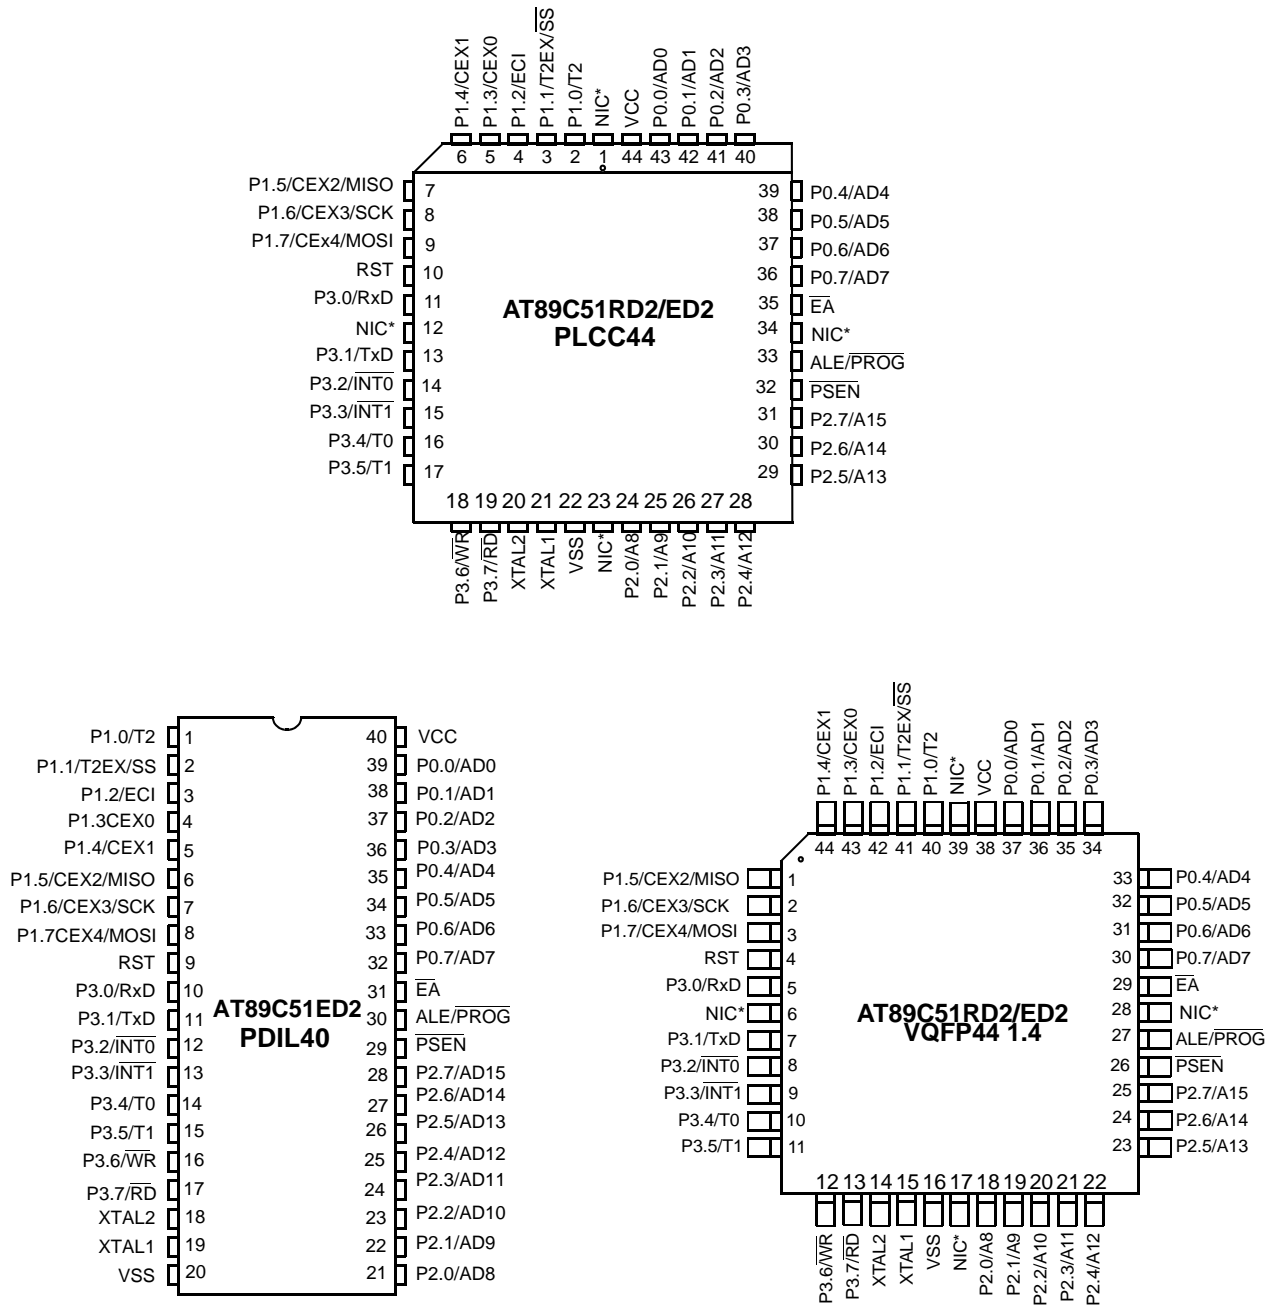 P1.4/CEX1
P1.3/CEX0
P1.2/ECI
P1.1/T2EX/SS
P1.0/T2
NIC*
VCC
P0.0/AD0
P0.1/AD1
P0.2/AD2
P0.3/AD3
6 5 4 3 2 1 44 43 42 41 40
P1.5/CEX2/MISO 7
P1.6/CEX3/SCK 8
P1.7/CEx4/MOSI 9
RST 10
P3.0/RxD 11
NIC* 12
P3.1/TxD 13
P3.2/INT0 14
P3.3/INT1 15
P3.4/T0 16
P3.5/T1 17
AT89C51RD2/ED2
PLCC44
39 P0.4/AD4
38 P0.5/AD5
37 P0.6/AD6
36 P0.7/AD7
35 EA
34 NIC*
33 ALE/PROG
32 PSEN
31 P2.7/A15
30 P2.6/A14
29 P2.5/A13
18 19 20 21 22 23 24 25 26 27 28
P3.6/WR
P3.7/RD
XTAL2
XTAL1
VSS
NIC*
P2.0/A8
P2.1/A9
P2.2/A10
P2.3/A11
P2.4/A12
P1.0/T2 1
P1.1/T2EX/SS 2
P1.2/ECI 3
P1.3CEX0 4
P1.4/CEX1 5
P1.5/CEX2/MISO 6
P1.6/CEX3/SCK 7
P1.7CEX4/MOSI 8
RST 9
P3.0/RxD 10
P3.1/TxD 11
P3.2/INT0 12
P3.3/INT1 13
P3.4/T0 14
P3.5/T1 15
P3.6/WR 16
P3.7/RD 17
XTAL2 18
XTAL1 19
VSS 20
AT89C51ED2
PDIL40
40 VCC
39 P0.0/AD0
38 P0.1/AD1
37 P0.2/AD2
36 P0.3/AD3
35 P0.4/AD4
34 P0.5/AD5
33 P0.6/AD6
32 P0.7/AD7
31 EA
30 ALE/PROG
29 PSEN
28 P2.7/AD15
27 P2.6/AD14
26 P2.5/AD13
25 P2.4/AD12
24 P2.3/AD11
23 P2.2/AD10
22 P2.1/AD9
21 P2.0/AD8
P1.4/CEX1
P1.3/CEX0
P1.2/ECI
P1.1/T2EX/SS
P1.0/T2
NIC*
VCC
P0.0/AD0
P0.1/AD1
P0.2/AD2
P0.3/AD3
44 43 42 41 40 39 38 37 36 35 34
P1.5/CEX2/MISO 1
P1.6/CEX3/SCK 2
P1.7/CEX4/MOSI 3
RST 4
P3.0/RxD 5
NIC* 6
P3.1/TxD 7
P3.2/INT0 8
P3.3/INT1 9
P3.4/T0 10
P3.5/T1 11
AT89C51RD2/ED2
VQFP44 1.4
33 P0.4/AD4
32 P0.5/AD5
31 P0.6/AD6
30 P0.7/AD7
29 EA
28 NIC*
27 ALE/PROG
26 PSEN
25 P2.7/A15
24 P2.6/A14
23 P2.5/A13
12 13 14 15 16 17 18 19 20 21 22
P3.6/WR
P3.7/RD
XTAL2
XTAL1
VSS
NIC*
P2.0/A8
P2.1/A9
P2.2/A10
P2.3/A11
P2.4/A12